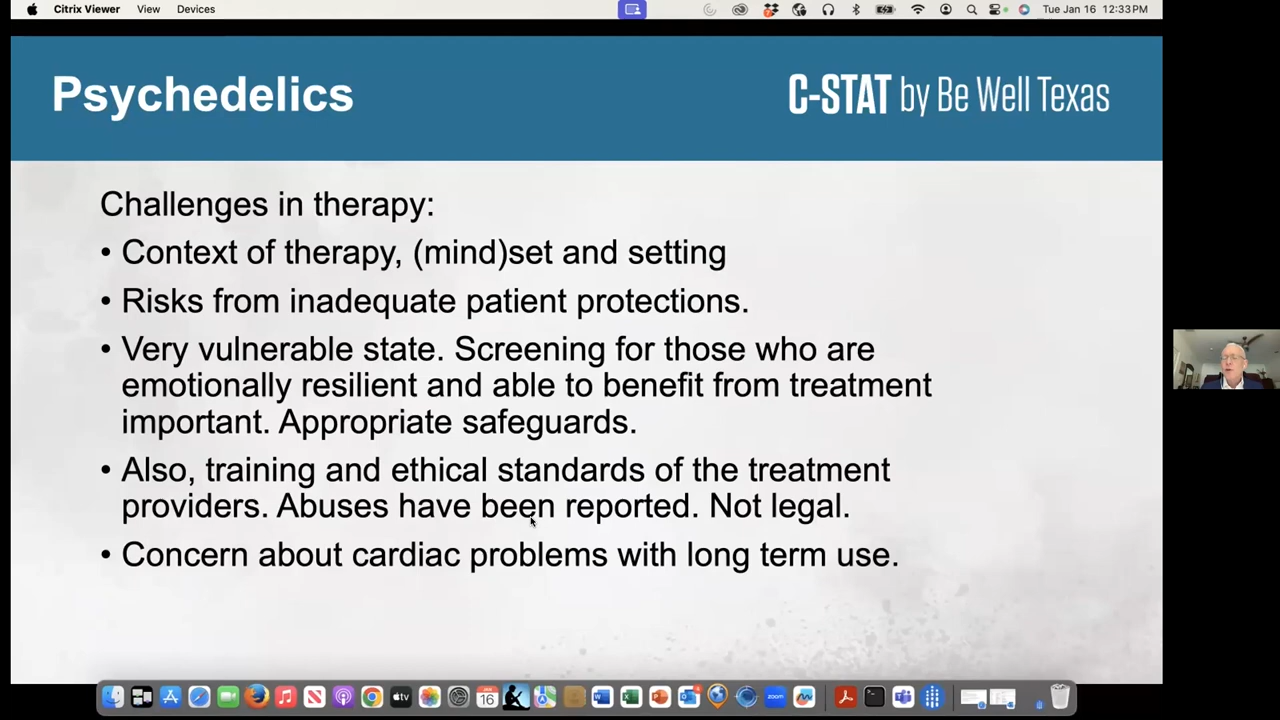 Citrix Viewer View Devices Tue Jan 16 12:33 PM
Psychedelics
C-STAT by Be Well Texas
Challenges in therapy:
• Context of therapy, (mind)set and setting
• Risks from inadequate patient protections.
• Very vulnerable state. Screening for those who are
emotionally resilient and able to benefit from treatment
important. Appropriate safeguards.
• Also, training and ethical standards of the treatment
providers. Abuses have been reported. Not legal.
• Concern about cardiac problems with long term use.
16
tv
zoom